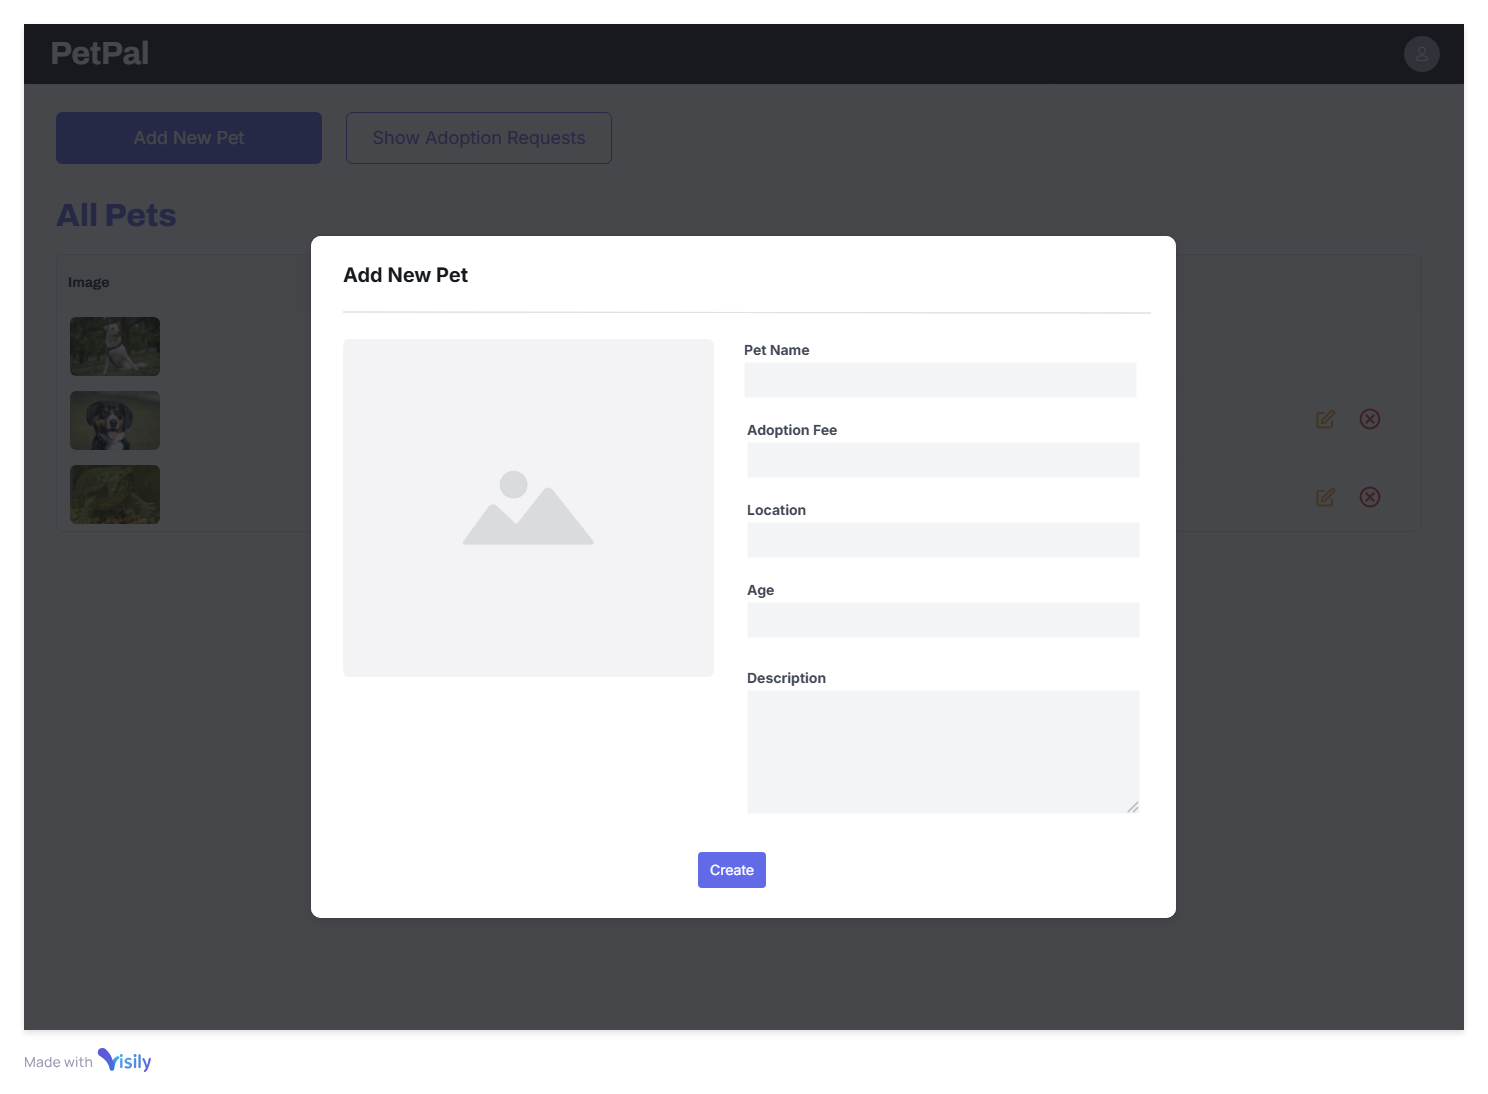 PetPal
Add New Pet
Show Adoption Requests
All Pets
Image
Add New Pet
Pet Name
Adoption Fee
Location
Age
Description
Create
Made with Visily